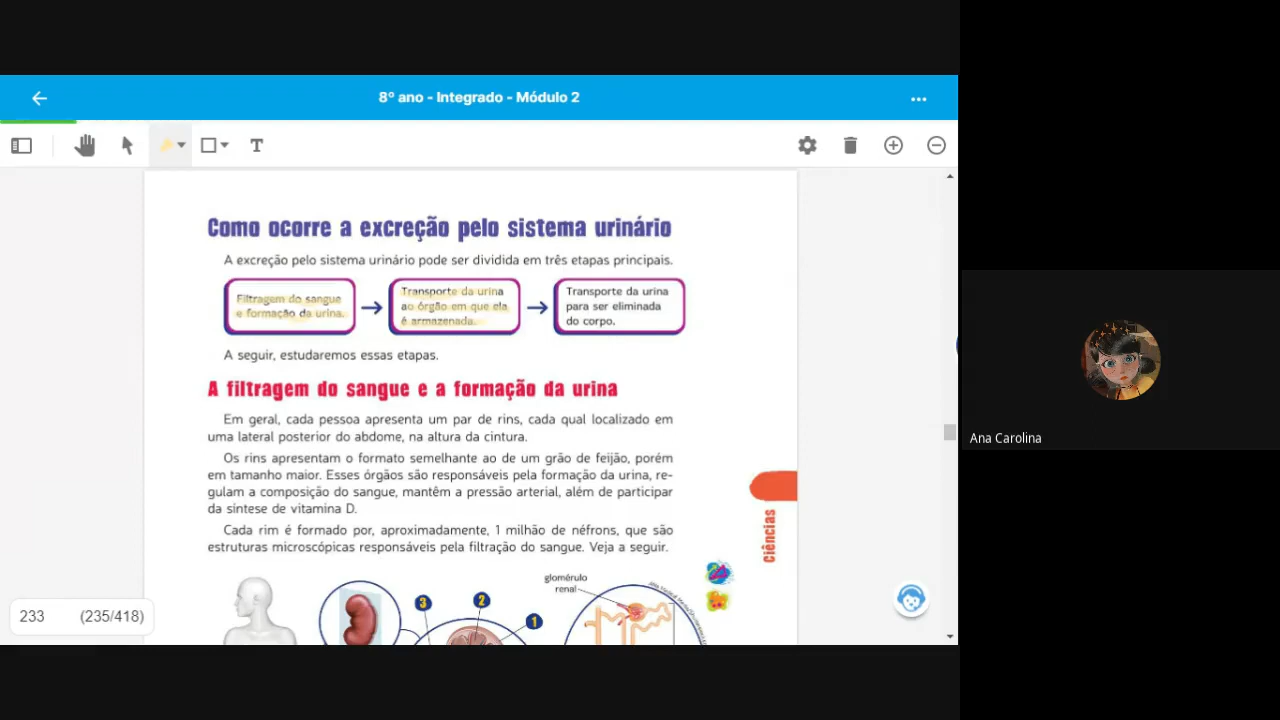 8º ano - Integrado - Módulo 2
T
Como ocorre a excreção pelo sistema urinário
A excreção pelo sistema urinário pode ser dividida em três etapas principais.
Filtragem do sangue
e formação da urina.
Transporte da urina
ao órgão em que ela
é armazenada.
Transporte da urina
para ser eliminada
do corpo.
A seguir, estudaremos essas etapas.
A filtragem do sangue e a formação da urina
Em geral, cada pessoa apresenta um par de rins, cada qual localizado em
uma lateral posterior do abdome, na altura da cintura.
Os rins apresentam o formato semelhante ao de um grão de feijão, porém
em tamanho maior. Esses órgãos são responsáveis pela formação da urina, re-
gulam a composição do sangue, mantêm a pressão arterial, além de participar
da síntese de vitamina D.
Cada rim é formado por, aproximadamente, 1 milhão de néfrons, que são
estruturas microscópicas responsáveis pela filtração do sangue. Veja a seguir.
Ciências
glomérulo
renal
3
2
1
233 (235/418)
Ana Carolina